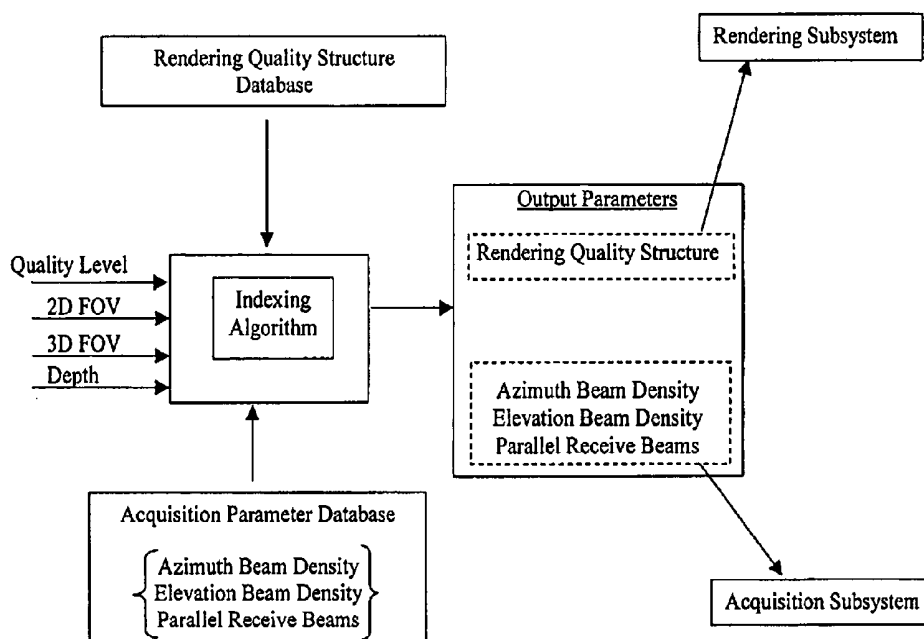 Rendering Subsystem
Rendering Quality Structure
Database
Output Parameters
Rendering Quality Structure
Quality Level
2D FOV
3D FOV
Depth
Indexing
Algorithm
Azimuth Beam Density
Elevation Beam Density
Parallel Receive Beams
Acquisition Parameter Database
Azimuth Beam Density
Elevation Beam Density
Parallel Receive Beams
Acquisition Subsystem